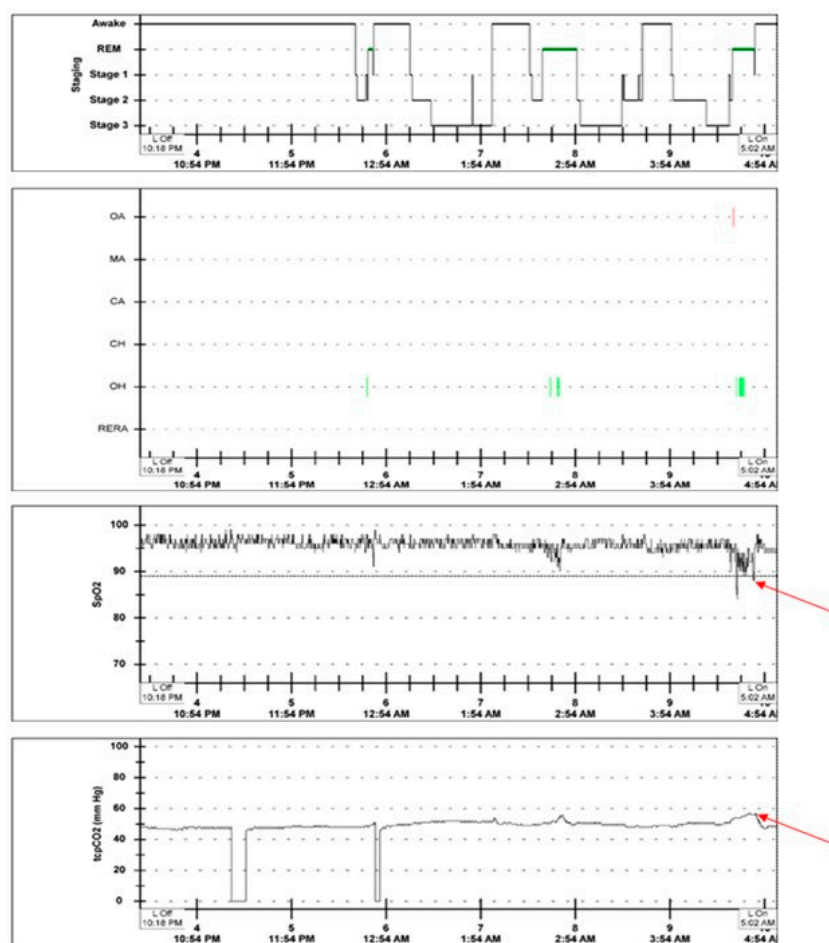 Staging
Awake
REM
Stage 1
Stage 2
Stage 3
L Off
10:18 PM
4 5 6 7 8 9 10
L On
5:02 AM
10:54 PM 11:54 PM 12:54 AM 1:54 AM 2:54 AM 3:54 AM 4:54 A
OA
MA
CA
CH
OH
RERA
L Off
10:18 PM
4 5 6 7 8 9
L On
5:02 AM
10:54 PM 11:54 PM 12:54 AM 1:54 AM 2:54 AM 3:54 AM 4:54 A
SpO2
100
90
80
70
L Off
10:18 PM
4 5 6 7 8 9
L On
5:02 AM
10:54 PM 11:54 PM 12:54 AM 1:54 AM 2:54 AM 3:54 AM 4:54 A
tcpCO2 (mm Hg)
100
80
60
40
20
0
L Off
10:18 PM
4 5 6 7 8 9
L On
5:02 AM
10:54 PM 11:54 PM 12:54 AM 1:54 AM 2:54 AM 3:54 AM 4:54 A